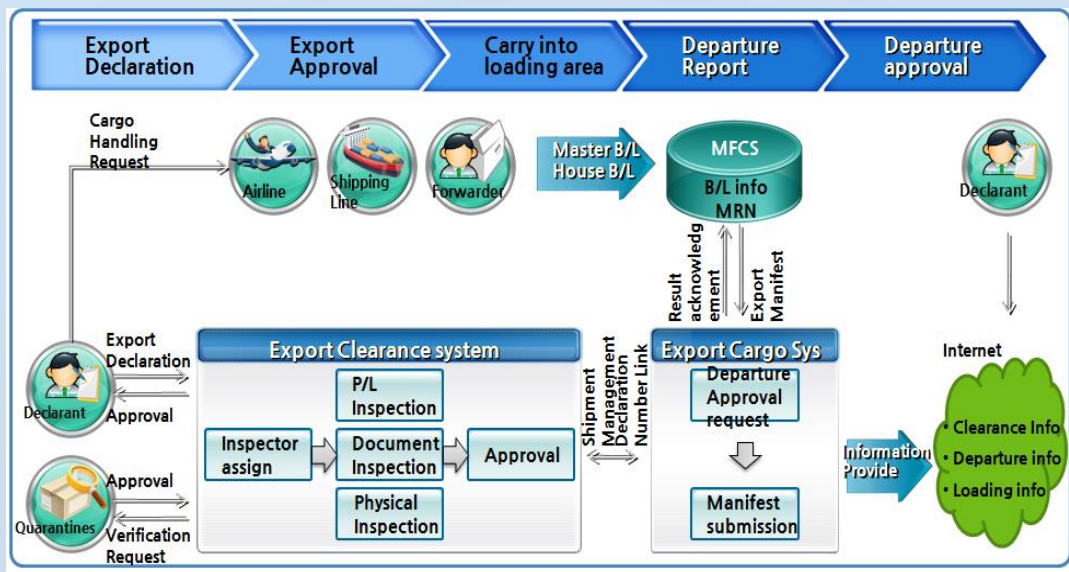 Export
Declaration
Export
Approval
Carry into
loading area
Departure
Report
Departure
approval
Cargo
Handling
Request
Airline
Shipping
Line
Forwarder
Master B/L
House B/L
MFCS
B/L info
MRN
Declarant
Result
acknowledg
ement
Export
Manifest
Export
Declaration
Declarant
Approval
Approval
Quarantines
Verification
Request
Export Clearance system
P/L
Inspection
Inspector
assign
Document
Inspection
Approval
Physical
Inspection
Shipment
Management
Declaration
Number Link
Export Cargo Sys
Departure
Approval
request
Manifest
submission
Information
Provide
Internet
• Clearance Info
• Departure info
• Loading info